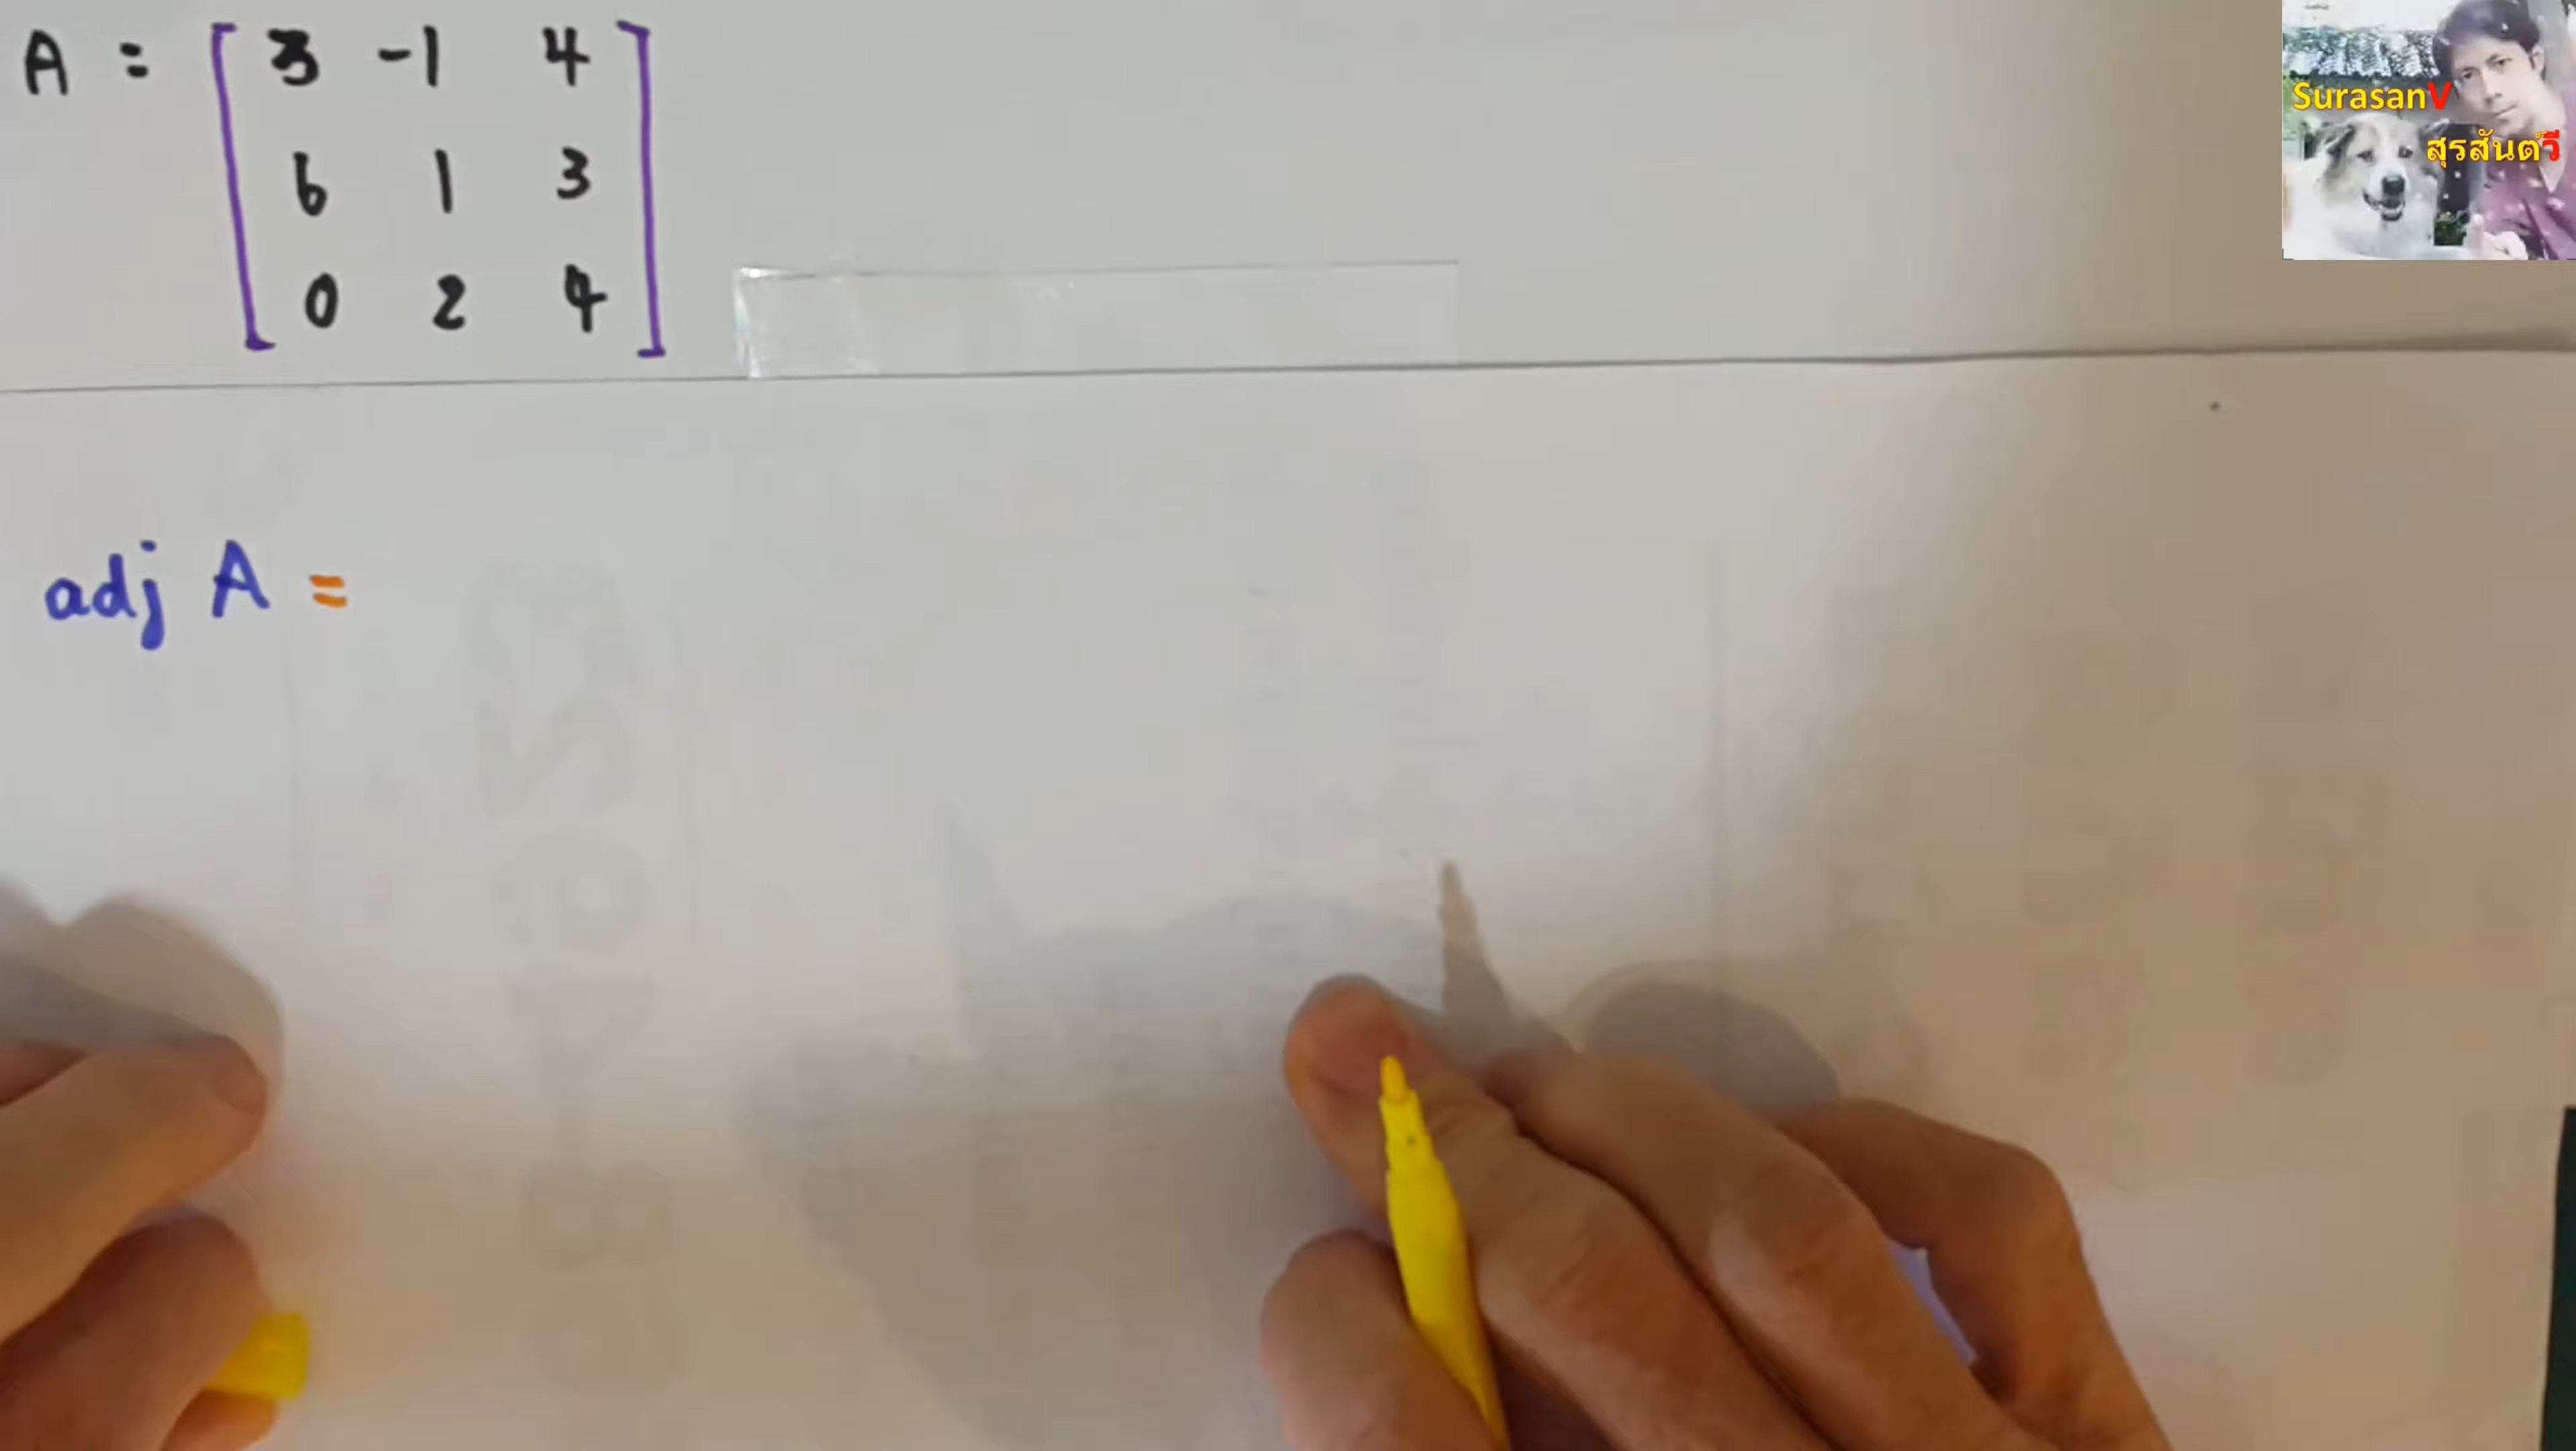 A = [ 3 -1 4
6 1 3
0 2 4 ]
adj A =
SurasanV
สุรสันต์วี